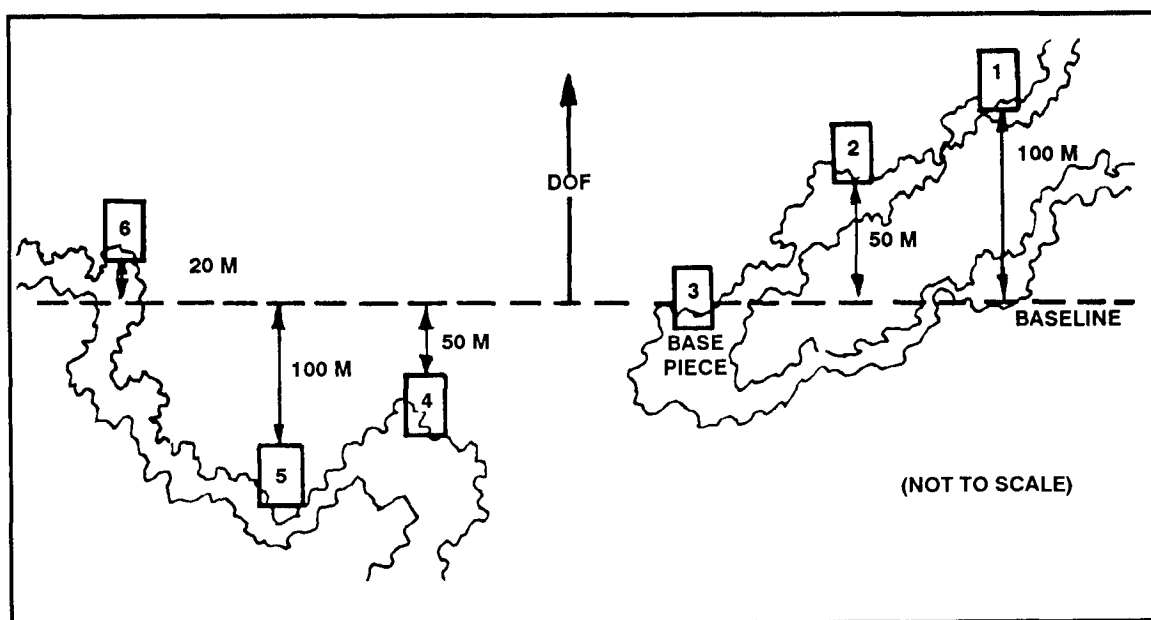 1
100 M
2
DOF
50 M
6
20 M
3
BASE
PIECE
BASELINE
50 M
100 M
4
5
(NOT TO SCALE)